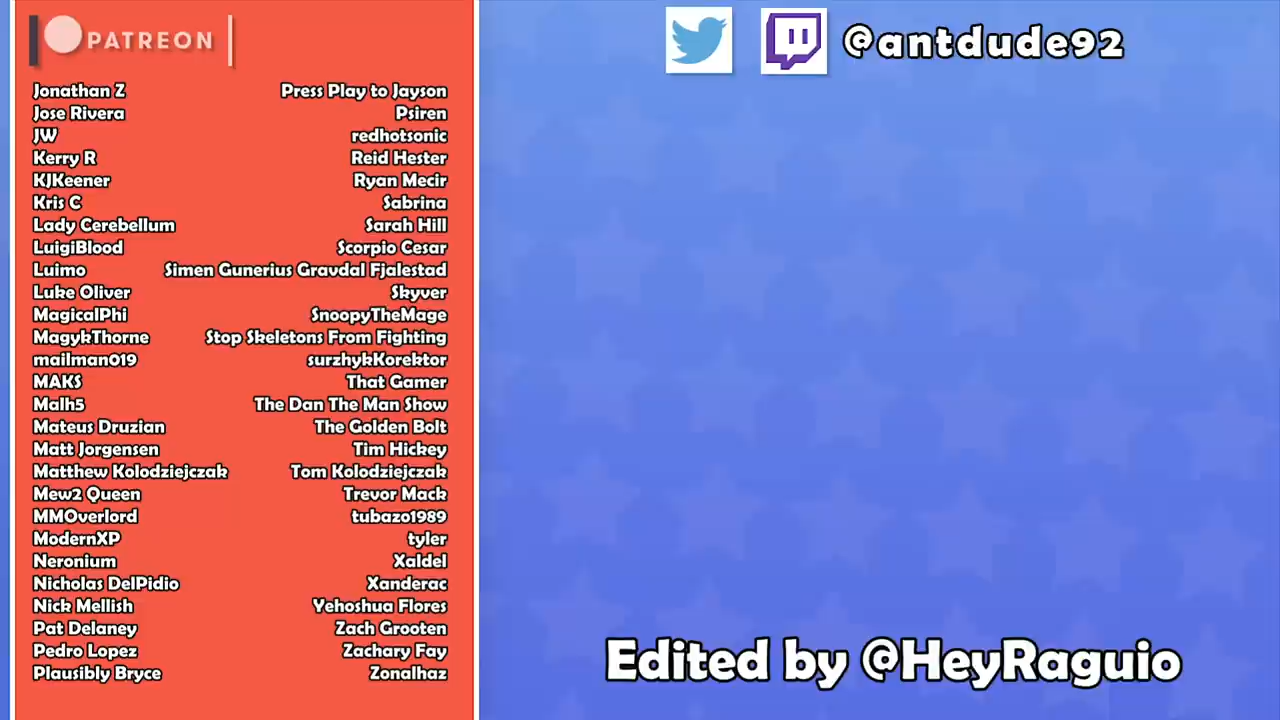 PATREON
@antdude92
Jonathan Z
Jose Rivera
JW
Kerry R
KJKeener
Kris C
Lady Cerebellum
LuigiBlood
Luimo
Luke Oliver
MagicalPhi
MagykThorne
mailman019
MAKS
Malh5
Mateus Druzian
Matt Jorgensen
Matthew Kolodziejczak
Mew2 Queen
MMOverlord
ModernXP
Neronium
Nicholas DelPidio
Nick Mellish
Pat Delaney
Pedro Lopez
Plausibly Bryce
Press Play to Jayson
Psiren
redhotsonic
Reid Hester
Ryan Mecir
Sabrina
Sarah Hill
Scorpio Cesar
Simen Gunerius Gravdal Fjalestad
Skyver
SnoopyTheMage
Stop Skeletons From Fighting
surzhykKorektor
That Gamer
The Dan The Man Show
The Golden Bolt
Tim Hickey
Tom Kolodziejczak
Trevor Mack
tubazo1989
tyler
Xaldel
Xanderac
Yehoshua Flores
Zach Grooten
Zachary Fay
Zonalhaz
Edited by @HeyRaguio